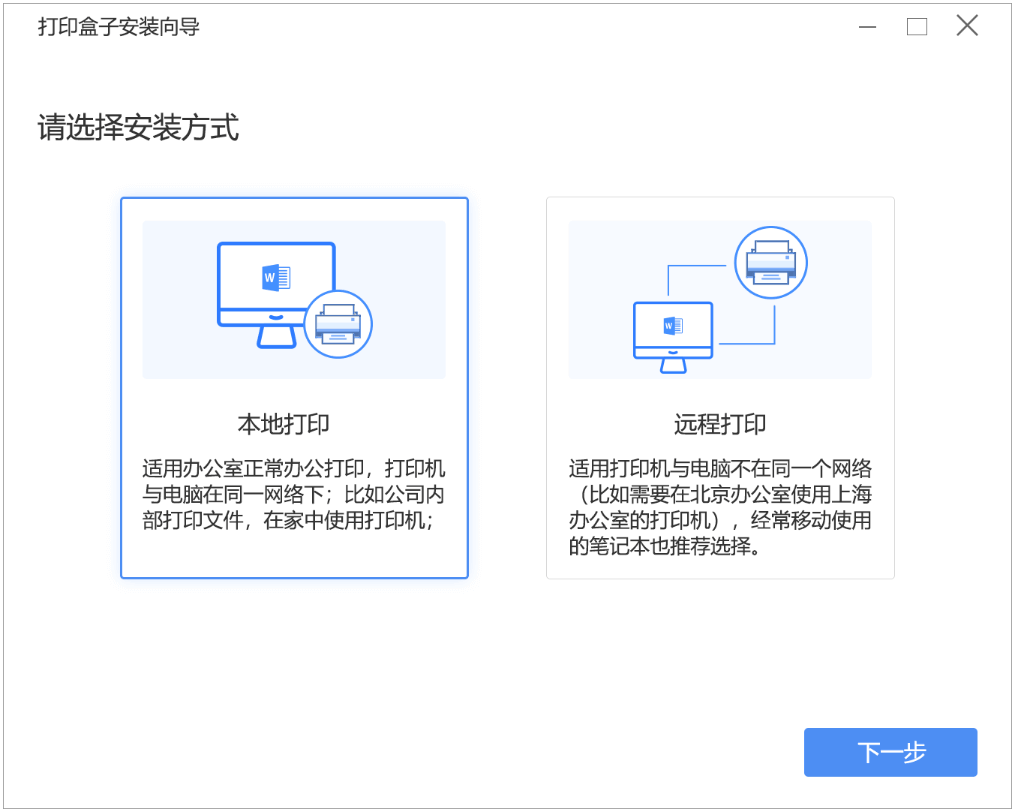 打印盒子安装向导
请选择安装方式
W
W
本地打印
适用办公室正常办公打印，打印机
与电脑在同一网络下；比如公司内
部打印文件，在家中使用打印机；
远程打印
适用打印机与电脑不在同一个网络
（比如需要在北京办公室使用上海
办公室的打印机），经常移动使用
的笔记本也推荐选择。
下一步